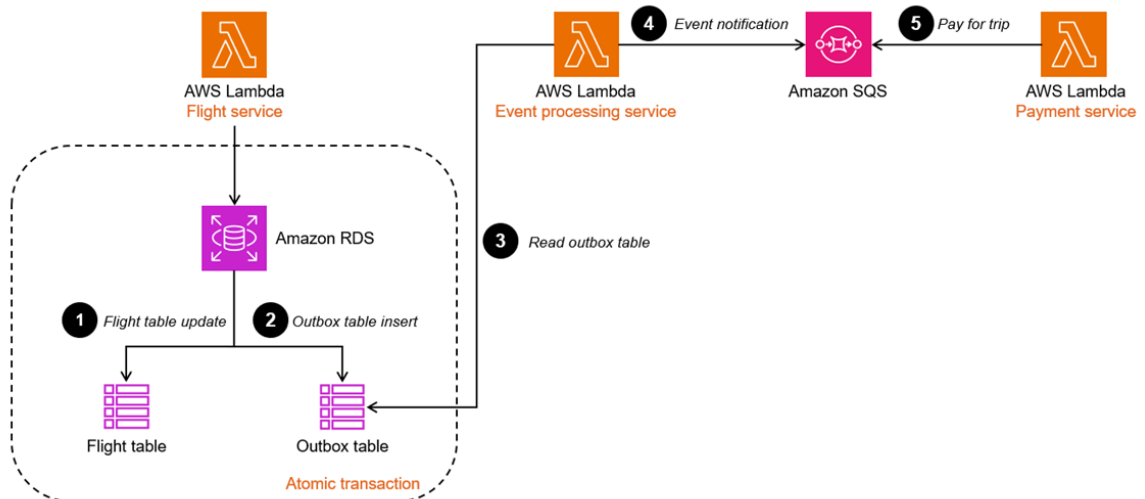 4 Event notification
5 Pay for trip
AWS Lambda
Flight service
AWS Lambda
Event processing service
Amazon SQS
AWS Lambda
Payment service
Amazon RDS
3 Read outbox table
1 Flight table update
2 Outbox table insert
Flight table
Outbox table
Atomic transaction